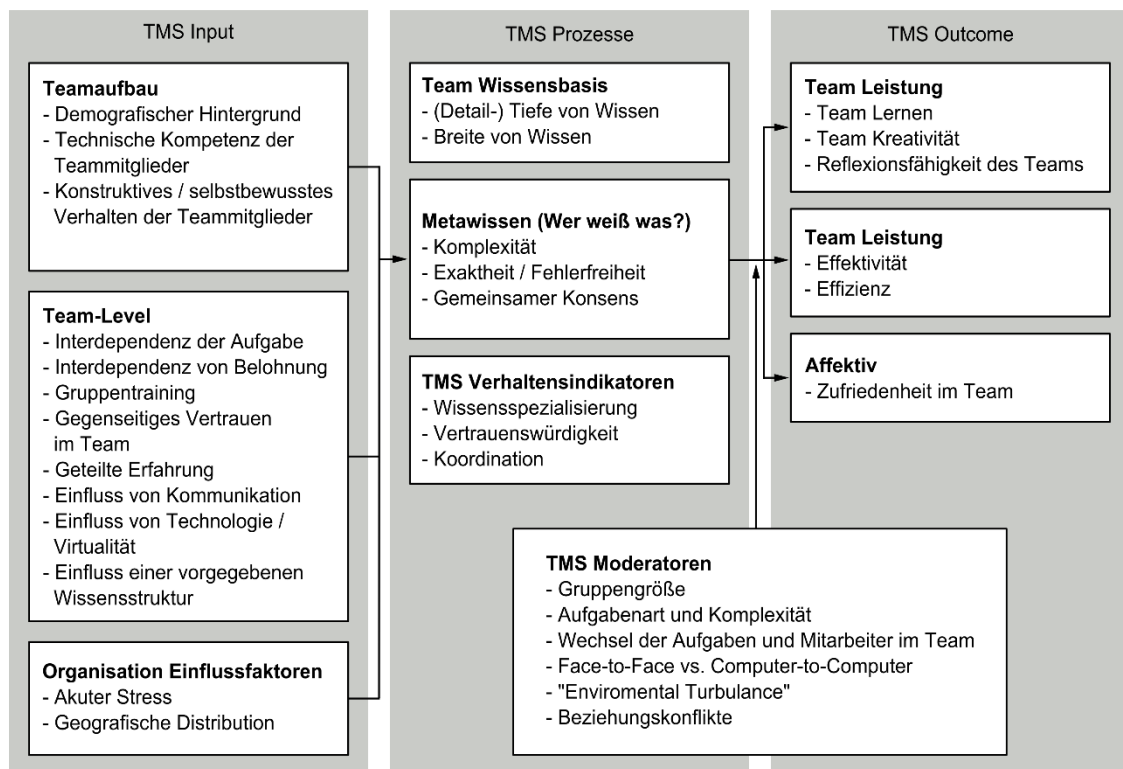 TMS Input
Teamaufbau
- Demografischer Hintergrund
- Technische Kompetenz der
Teammitglieder
- Konstruktives / selbstbewusstes
Verhalten der Teammitglieder
Team-Level
- Interdependenz der Aufgabe
- Interdependenz von Belohnung
- Gruppentraining
- Gegenseitiges Vertrauen
im Team
- Geteilte Erfahrung
- Einfluss von Kommunikation
- Einfluss von Technologie /
Virtualität
- Einfluss einer vorgegebenen
Wissensstruktur
Organisation Einflussfaktoren
- Akuter Stress
- Geografische Distribution
TMS Prozesse
Team Wissensbasis
- (Detail-) Tiefe von Wissen
- Breite von Wissen
Metawissen (Wer weiß was?)
- Komplexität
- Exaktheit / Fehlerfreiheit
- Gemeinsamer Konsens
TMS Verhaltensindikatoren
- Wissensspezialisierung
- Vertrauenswürdigkeit
- Koordination
TMS Moderatoren
- Gruppengröße
- Aufgabenart und Komplexität
- Wechsel der Aufgaben und Mitarbeiter im Team
- Face-to-Face vs. Computer-to-Computer
- "Enviromental Turbulance"
- Beziehungskonflikte
TMS Outcome
Team Leistung
- Team Lernen
- Team Kreativität
- Reflexionsfähigkeit des Teams
Team Leistung
- Effektivität
- Effizienz
Affektiv
- Zufriedenheit im Team